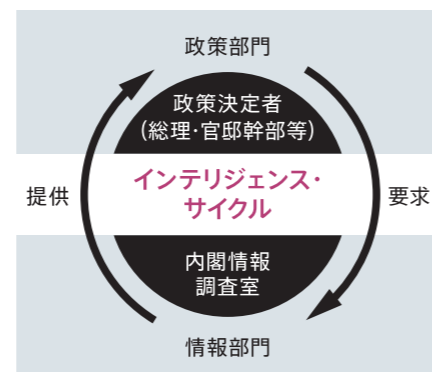 政策部門
政策決定者
(総理・官邸幹部等)
提供
インテリジェンス・
サイクル
要求
内閣情報
調査室
情報部門